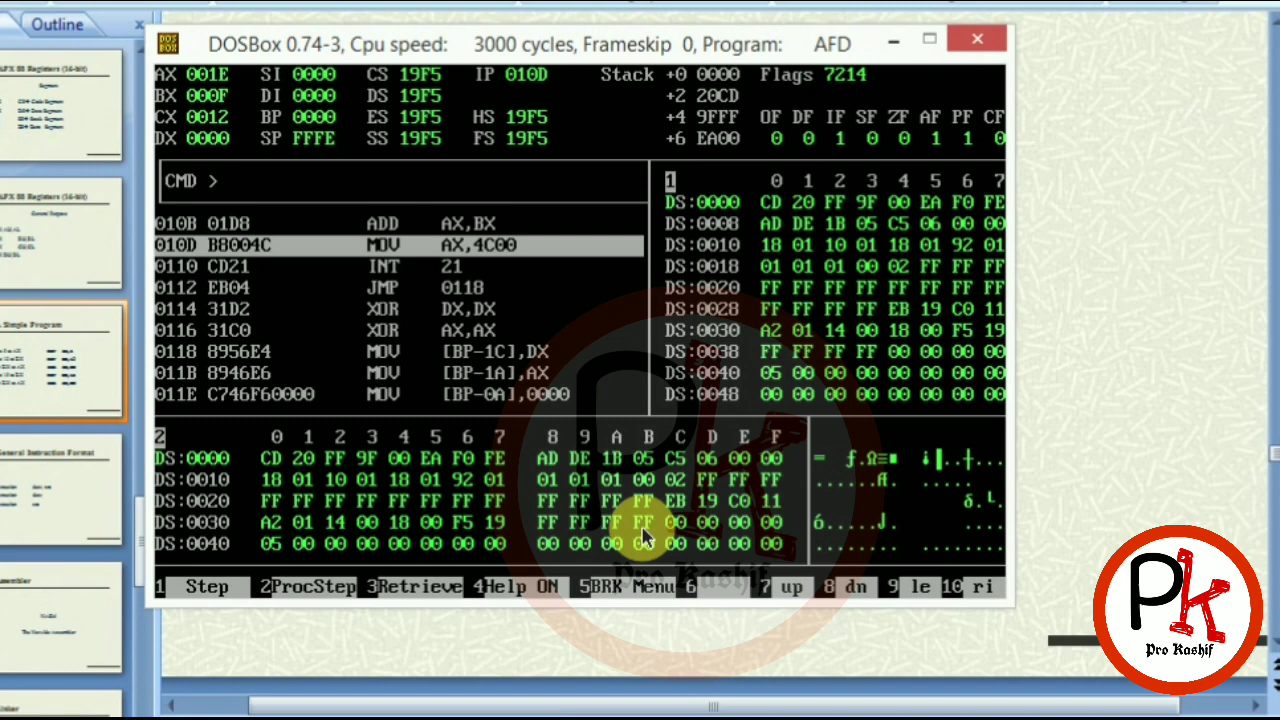 Outline
DOSBox 0.74-3, Cpu speed: 3000 cycles, Frameskip 0, Program: AFD
AX 001E SI 0000 CS 19F5 IP 010D Stack +0 0000 Flags 7214
BX 000F DI 0000 DS 19F5 +2 20CD
CX 0012 BP 0000 ES 19F5 HS 19F5 +4 9FFF OF DF IF SF ZF AF PF CF
DX 0000 SP FFFE SS 19F5 FS 19F5 +6 EA00 0 0 1 0 0 1 1 0
CMD >
010B 01D8 ADD AX,BX
010D B8004C MOV AX,4C00
0110 CD21 INT 21
0112 EB04 JMP 0118
0114 31D2 XOR DX,DX
0116 31C0 XOR AX,AX
0118 8956E4 MOV [BP-1C],DX
011B 8946E6 MOV [BP-1A],AX
011E C746F60000 MOV [BP-0A],0000
1 0 1 2 3 4 5 6 7
DS:0000 CD 20 FF 9F 00 EA F0 FE
DS:0008 AD DE 1B 05 C5 06 00 00
DS:0010 18 01 10 01 18 01 92 01
DS:0018 01 01 01 00 02 FF FF FF
DS:0020 FF FF FF FF FF FF FF FF
DS:0028 FF FF FF FF EB 19 C0 11
DS:0030 A2 01 14 00 18 00 F5 19
DS:0038 FF FF FF FF 00 00 00 00
DS:0040 05 00 00 00 00 00 00 00
DS:0048 00 00 00 00 00 00 00 00
2 0 1 2 3 4 5 6 7 8 9 A B C D E F
DS:0000 CD 20 FF 9F 00 EA F0 FE AD DE 1B 05 C5 06 00 00
DS:0010 18 01 10 01 18 01 92 01 01 01 01 00 02 FF FF FF
DS:0020 FF FF FF FF FF FF FF FF FF FF FF FF EB 19 C0 11
DS:0030 A2 01 14 00 18 00 F5 19 FF FF FF FF 00 00 00 00
DS:0040 05 00 00 00 00 00 00 00 00 00 00 00 00 00 00 00
1 Step 2ProcStep 3Retrieve 4Help ON 5BRK Menu 6 7 up 8 dn 9 le 10 ri
Pro Kashif
Pk
Pro Kashif